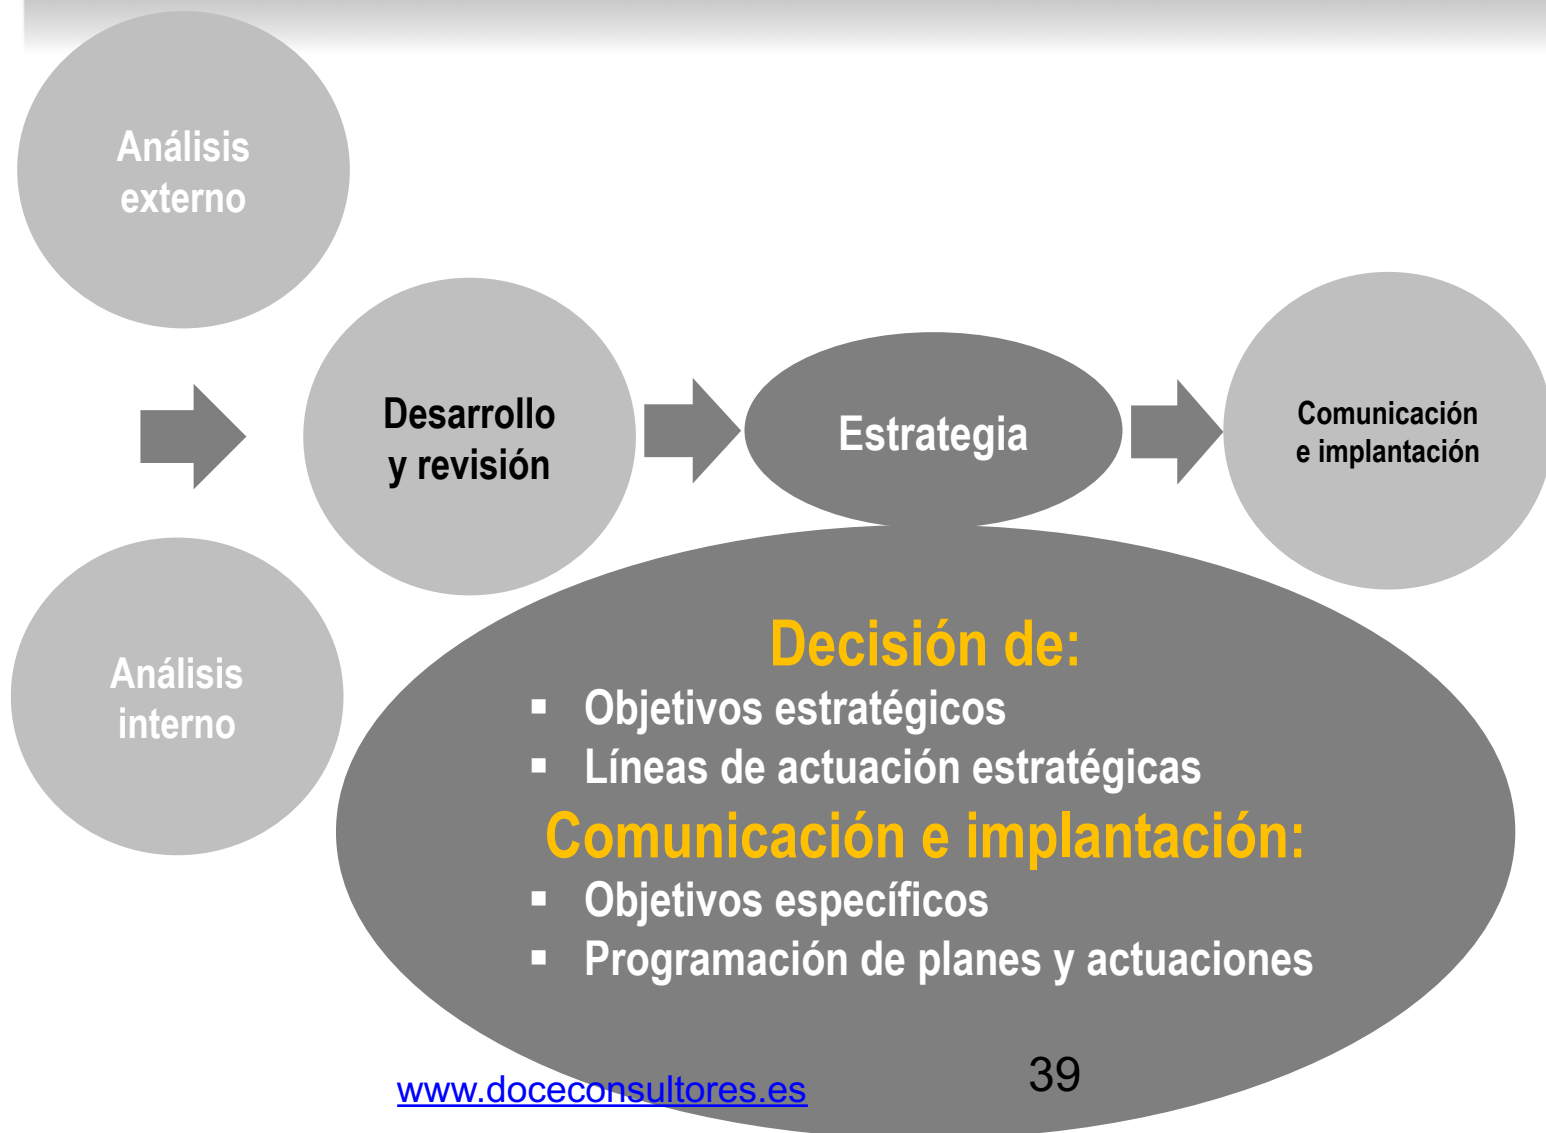 Análisis
externo
Desarrollo
y revisión
Estrategia
Comunicación
e implantación
Análisis
interno
Decisión de:
▪ Objetivos estratégicos
▪ Líneas de actuación estratégicas
Comunicación e implantación:
▪ Objetivos específicos
▪ Programación de planes y actuaciones
www.doceconsultores.es
39